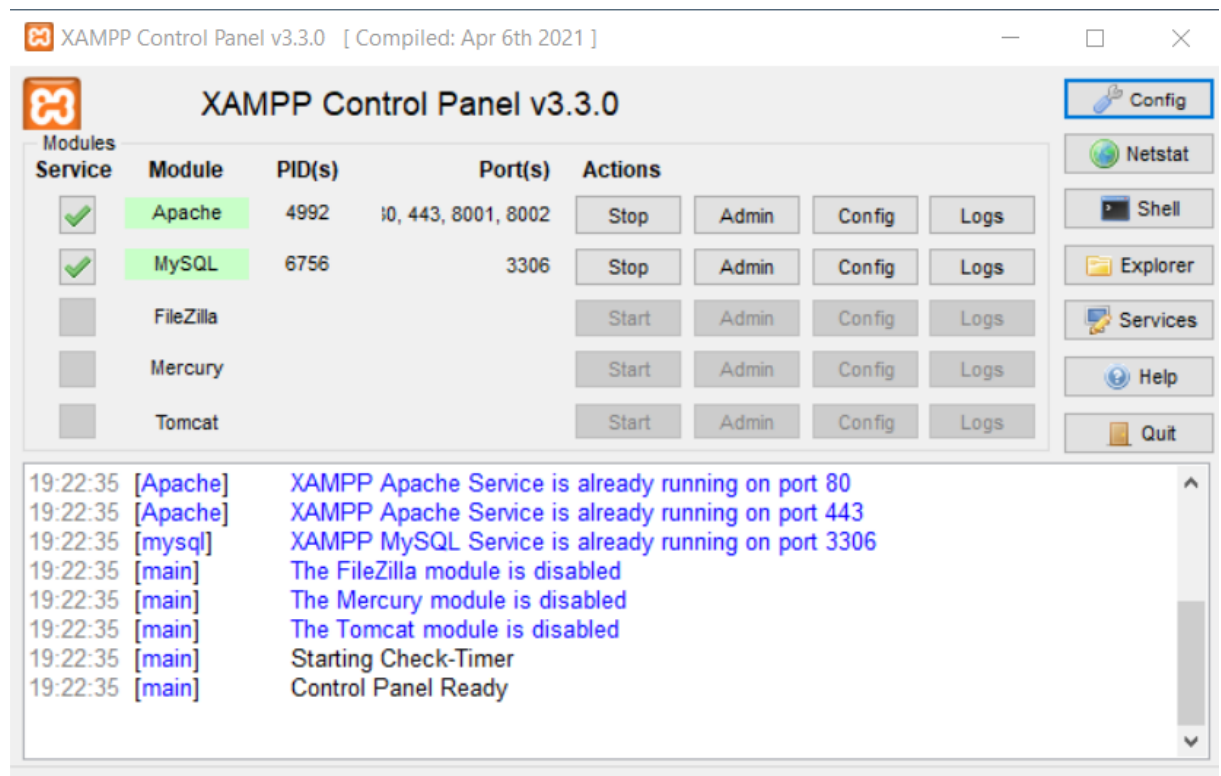 XAMPP Control Panel v3.3.0 [ Compiled: Apr 6th 2021 ]
XAMPP Control Panel v3.3.0
Config
Modules
Service Module PID(s) Port(s) Actions
Netstat
Apache 4992 30, 443, 8001, 8002 Stop Admin Config Logs
Shell
MySQL 6756 3306 Stop Admin Config Logs
Explorer
FileZilla Start Admin Config Logs
Services
Mercury Start Admin Config Logs
Help
Tomcat Start Admin Config Logs
Quit
19:22:35 [Apache] XAMPP Apache Service is already running on port 80
19:22:35 [Apache] XAMPP Apache Service is already running on port 443
19:22:35 [mysql] XAMPP MySQL Service is already running on port 3306
19:22:35 [main] The FileZilla module is disabled
19:22:35 [main] The Mercury module is disabled
19:22:35 [main] The Tomcat module is disabled
19:22:35 [main] Starting Check-Timer
19:22:35 [main] Control Panel Ready